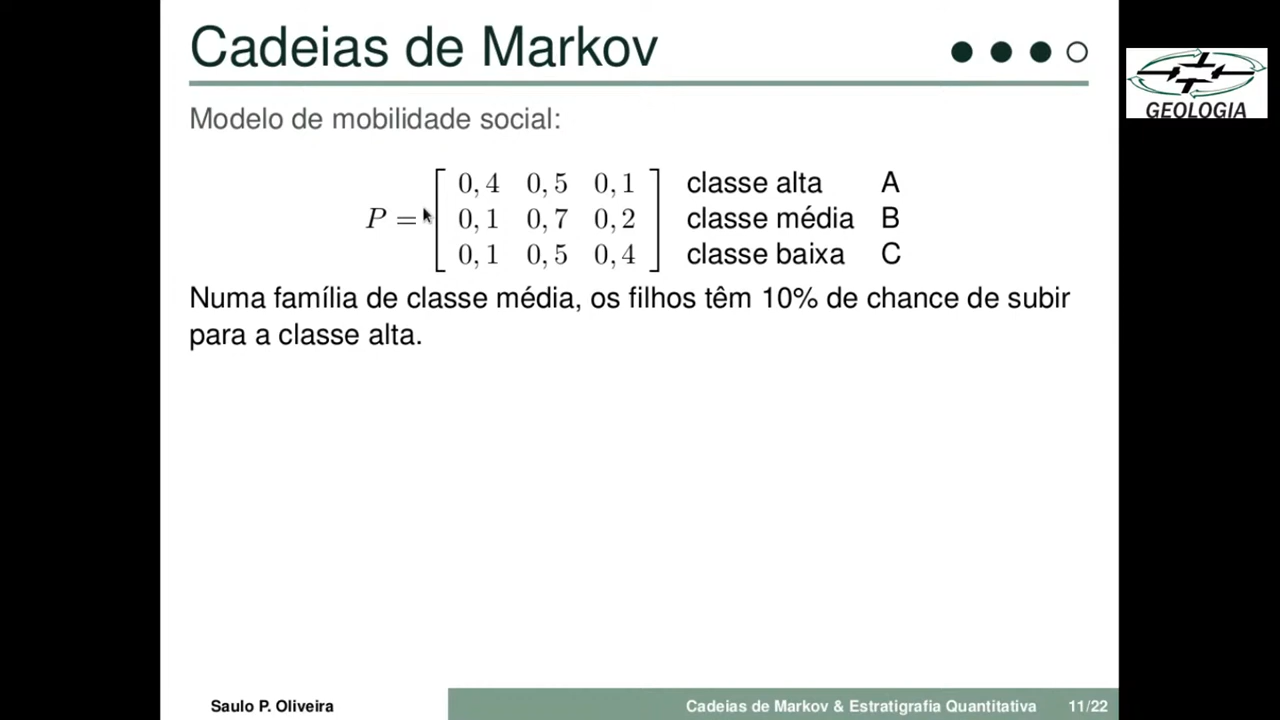 Cadeias de Markov
GEOLOGIA
Modelo de mobilidade social:
0, 4 0, 5 0, 1 classe alta A
P = 0, 1 0, 7 0, 2 classe média B
0, 1 0, 5 0, 4 classe baixa C
Numa família de classe média, os filhos têm 10% de chance de subir
para a classe alta.
Saulo P. Oliveira Cadeias de Markov & Estratigrafia Quantitativa 11/22